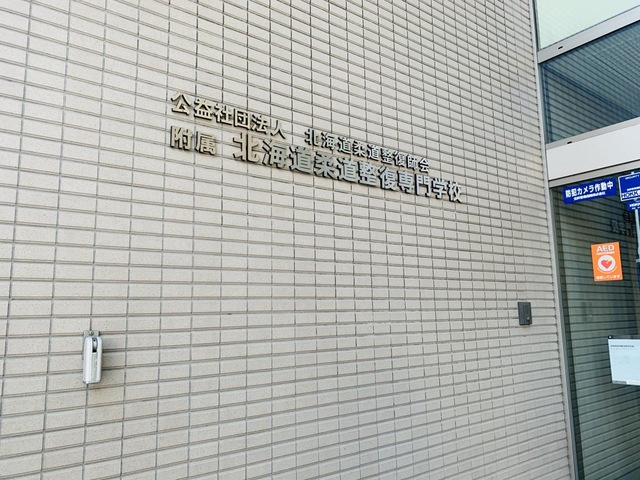 公益社団法人 北海道柔道整復師会
附属 北海道柔道整復専門学校
防犯カメラ作動中
AED